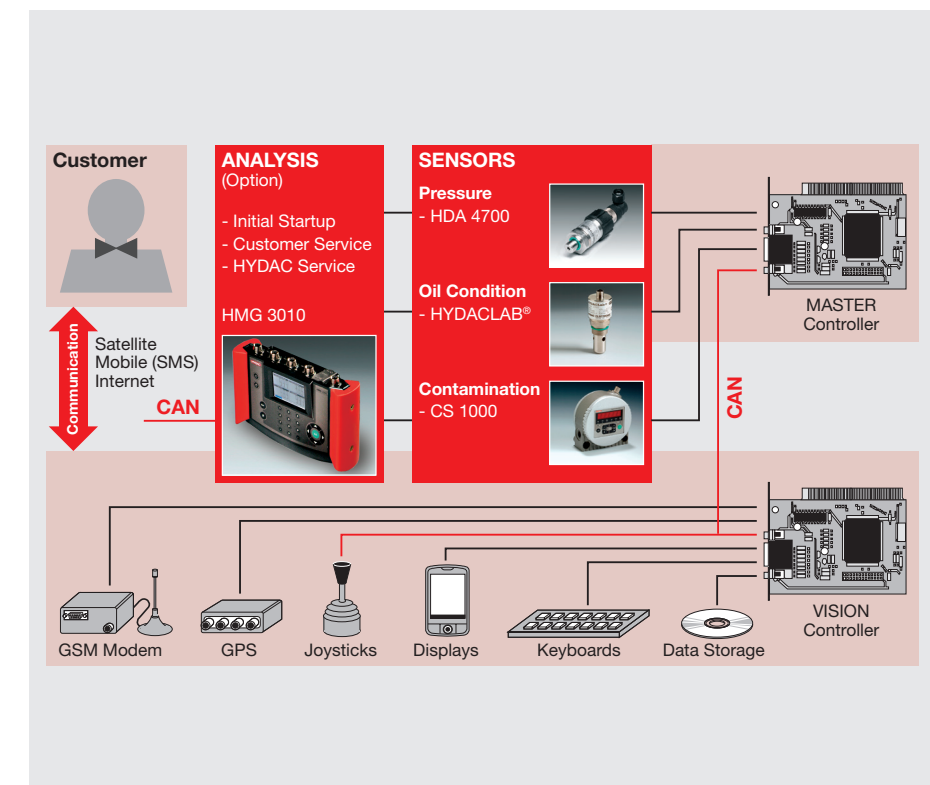 Customer
Communication
Satellite
Mobile (SMS)
Internet
CAN
ANALYSIS
(Option)
- Initial Startup
- Customer Service
- HYDAC Service
HMG 3010
SENSORS
Pressure
- HDA 4700
Oil Condition
- HYDACLAB®
Contamination
- CS 1000
MASTER
Controller
CAN
VISION
Controller
GSM Modem
GPS
Joysticks
Displays
Keyboards
Data Storage